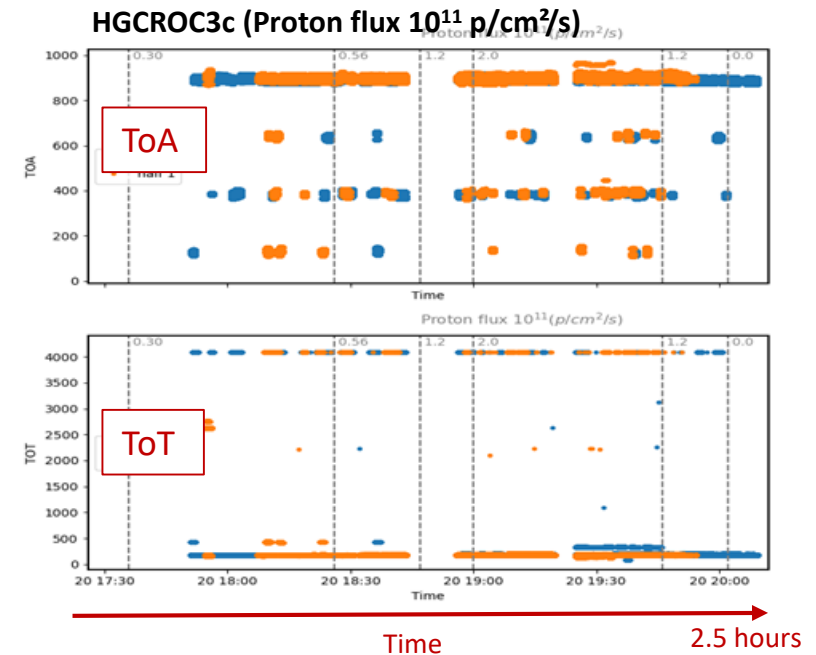 HGCROC3c (Proton flux 10¹¹ p/cm²/s)
Proton flux 10¹¹(p/cm²/s)
0.30 0.56 1.2 2.0 1.2 0.0
1000
800
600
400
200
0
TOA
ToA
half 1
Time
Proton flux 10¹¹(p/cm²/s)
0.30 0.56 1.2 2.0 1.2 0.0
4000
3500
3000
2500
2000
1500
1000
500
0
TOT
ToT
20 17:30 20 18:00 20 18:30 20 19:00 20 19:30 20 20:00
Time
Time
2.5 hours